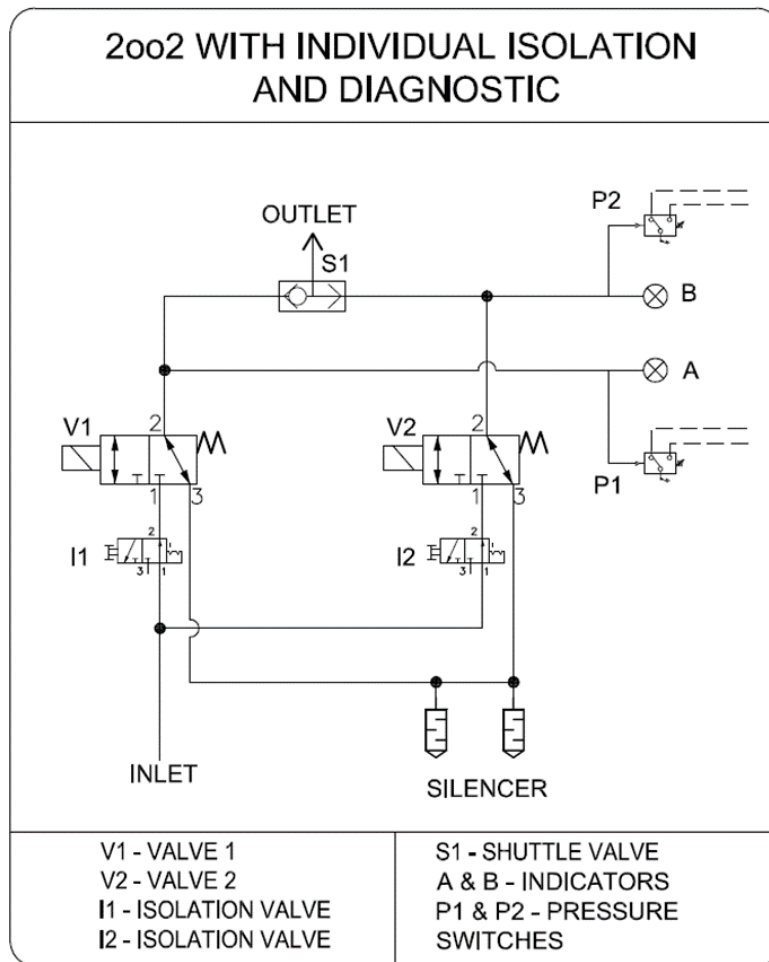 2oo2 WITH INDIVIDUAL ISOLATION
AND DIAGNOSTIC
P2
OUTLET
S1
B
A
V1
2
V2
2
1
3
1
3
P1
I1
2
3
1
I2
2
3
1
INLET
SILENCER
V1 - VALVE 1
V2 - VALVE 2
I1 - ISOLATION VALVE
I2 - ISOLATION VALVE
S1 - SHUTTLE VALVE
A & B - INDICATORS
P1 & P2 - PRESSURE
SWITCHES